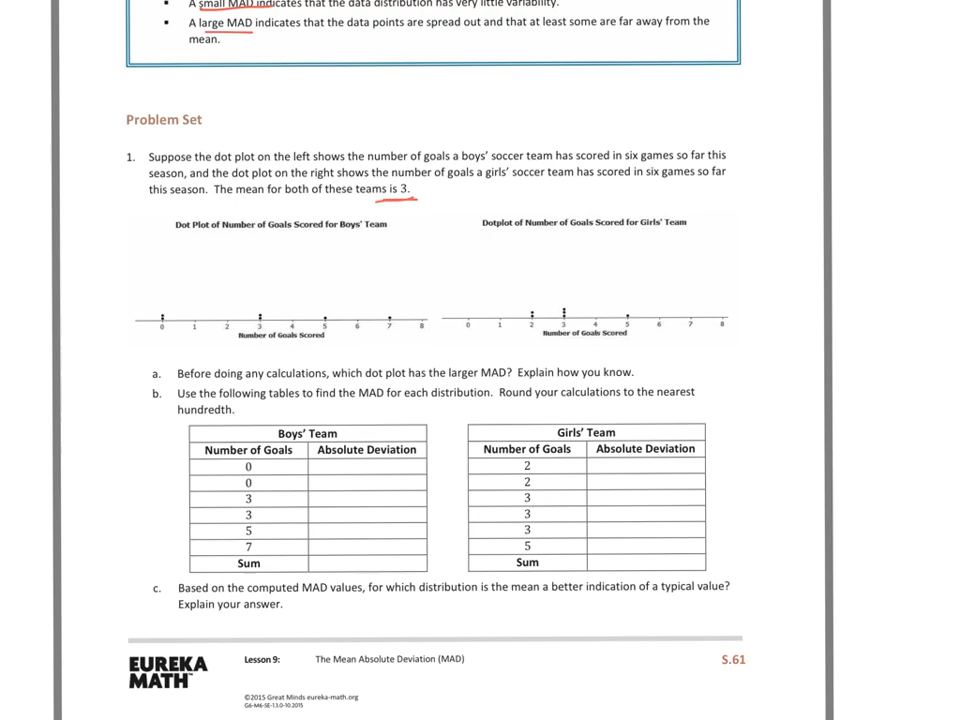 A small MAD indicates that the data distribution has very little variability.
A large MAD indicates that the data points are spread out and that at least some are far away from the
mean.
Problem Set
1. Suppose the dot plot on the left shows the number of goals a boys' soccer team has scored in six games so far this
season, and the dot plot on the right shows the number of goals a girls' soccer team has scored in six games so far
this season. The mean for both of these teams is 3.
Dot Plot of Number of Goals Scored for Boys' Team
0 1 2 3 4 5 6 7 8
Number of Goals Scored
Dotplot of Number of Goals Scored for Girls' Team
0 1 2 3 4 5 6 7 8
Number of Goals Scored
a. Before doing any calculations, which dot plot has the larger MAD? Explain how you know.
b. Use the following tables to find the MAD for each distribution. Round your calculations to the nearest
hundredth.
Boys' Team
Number of Goals Absolute Deviation
0
0
3
3
5
7
Sum
Girls' Team
Number of Goals Absolute Deviation
2
2
3
3
3
5
Sum
c. Based on the computed MAD values, for which distribution is the mean a better indication of a typical value?
Explain your answer.
EUREKA
MATH™
Lesson 9: The Mean Absolute Deviation (MAD)
S.61
©2015 Great Minds eureka-math.org
G6-M6-SE-1.3.0-10.2015